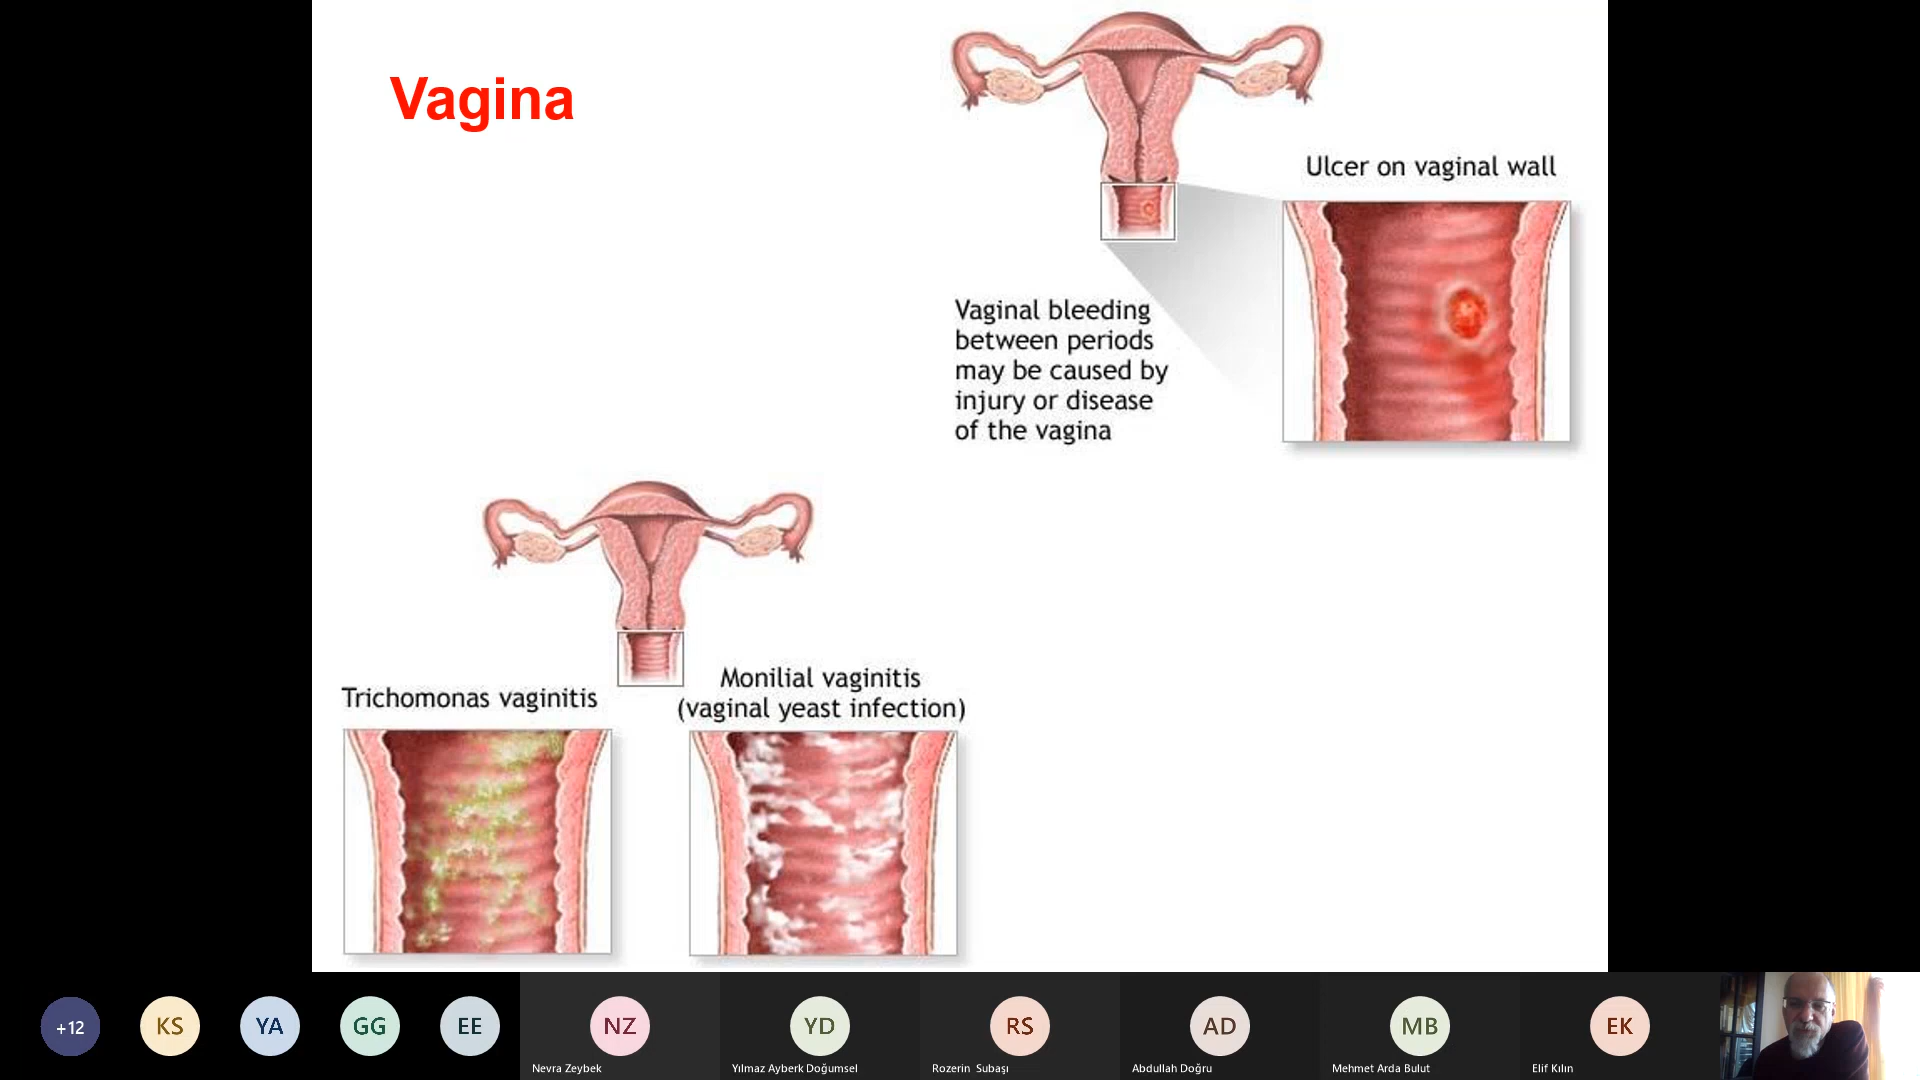 Vagina
Ulcer on vaginal wall
Vaginal bleeding
between periods
may be caused by
injury or disease
of the vagina
Trichomonas vaginitis
Monilial vaginitis
(vaginal yeast infection)
+12
KS
YA
GG
EE
NZ
YD
RS
AD
MB
EK
Nevra Zeybek
Yılmaz Ayberk Doğumsel
Rozerin Subaşı
Abdullah Doğru
Mehmet Arda Bulut
Elif Kılın